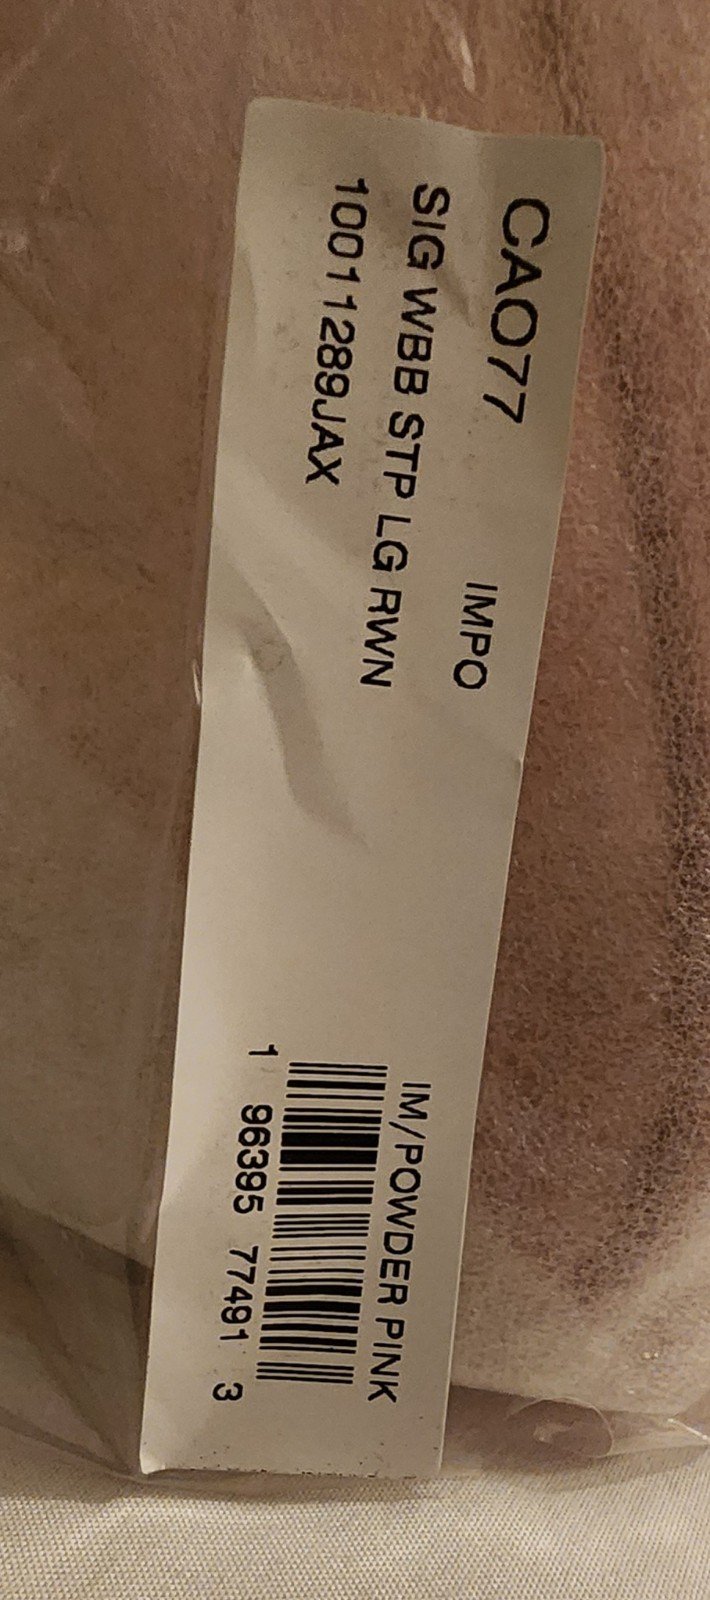 CAO77 IMPO
SIG WBB STP LG RWN
10011289JAX
IM/POWDER PINK
1 96395 77491 3